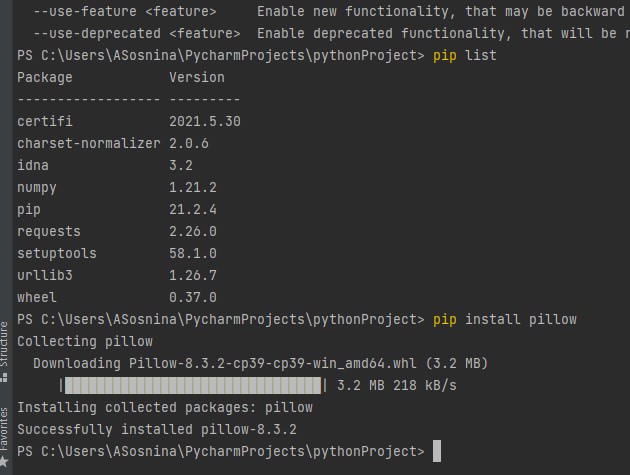 --use-feature <feature>     Enable new functionality, that may be backward
--use-deprecated <feature>  Enable deprecated functionality, that will be
PS C:\Users\ASosnina\PycharmProjects\pythonProject> pip list
Package            Version
------------------ ---------
certifi            2021.5.30
charset-normalizer 2.0.6
idna               3.2
numpy              1.21.2
pip                21.2.4
requests           2.26.0
setuptools         58.1.0
urllib3            1.26.7
wheel              0.37.0
PS C:\Users\ASosnina\PycharmProjects\pythonProject> pip install pillow
Collecting pillow
Downloading Pillow-8.3.2-cp39-cp39-win_amd64.whl (3.2 MB)
|████████████████████████████████| 3.2 MB 218 kB/s
Installing collected packages: pillow
Successfully installed pillow-8.3.2
PS C:\Users\ASosnina\PycharmProjects\pythonProject>
Structure
Favorites